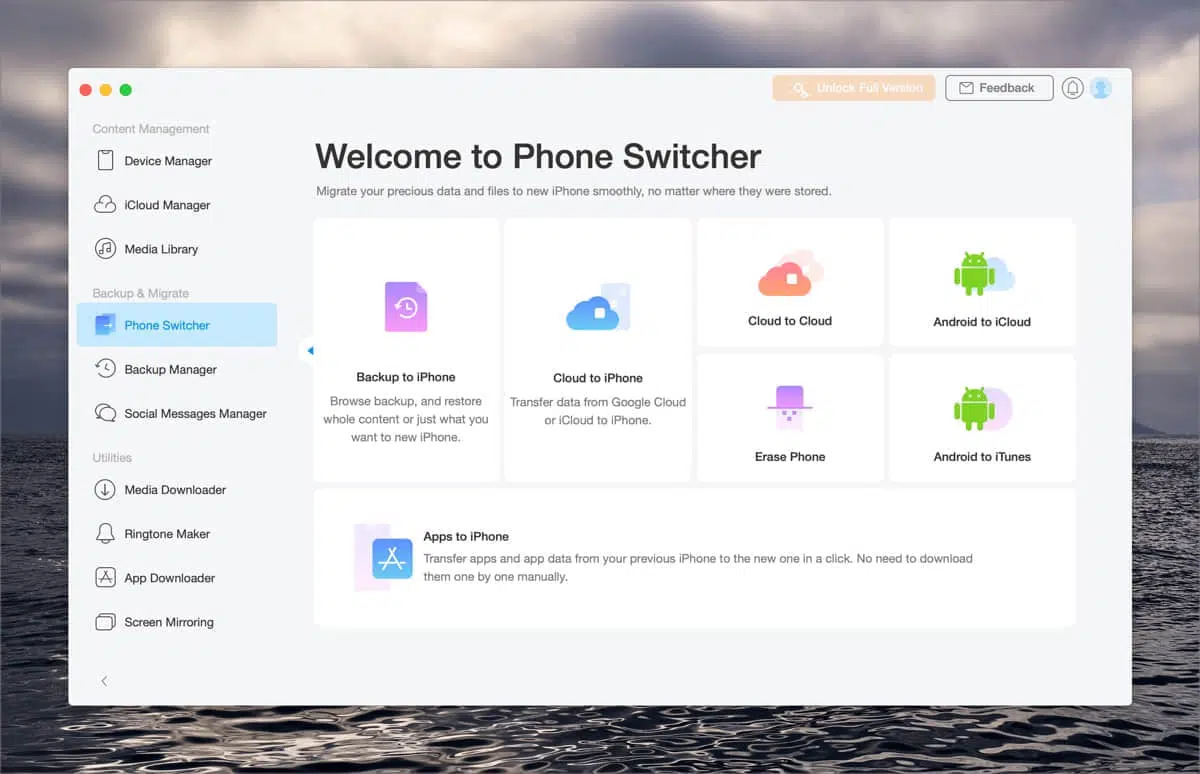 Unlock Full Version
Feedback
Content Management
Device Manager
iCloud Manager
Media Library
Backup & Migrate
Phone Switcher
Backup Manager
Social Messages Manager
Utilities
Media Downloader
Ringtone Maker
App Downloader
Screen Mirroring
Welcome to Phone Switcher
Migrate your precious data and files to new iPhone smoothly, no matter where they were stored.
Backup to iPhone
Browse backup, and restore
whole content or just what you
want to new iPhone.
Cloud to iPhone
Transfer data from Google Cloud
or iCloud to iPhone.
Cloud to Cloud
Android to iCloud
Erase Phone
Android to iTunes
Apps to iPhone
Transfer apps and app data from your previous iPhone to the new one in a click. No need to download
them one by one manually.